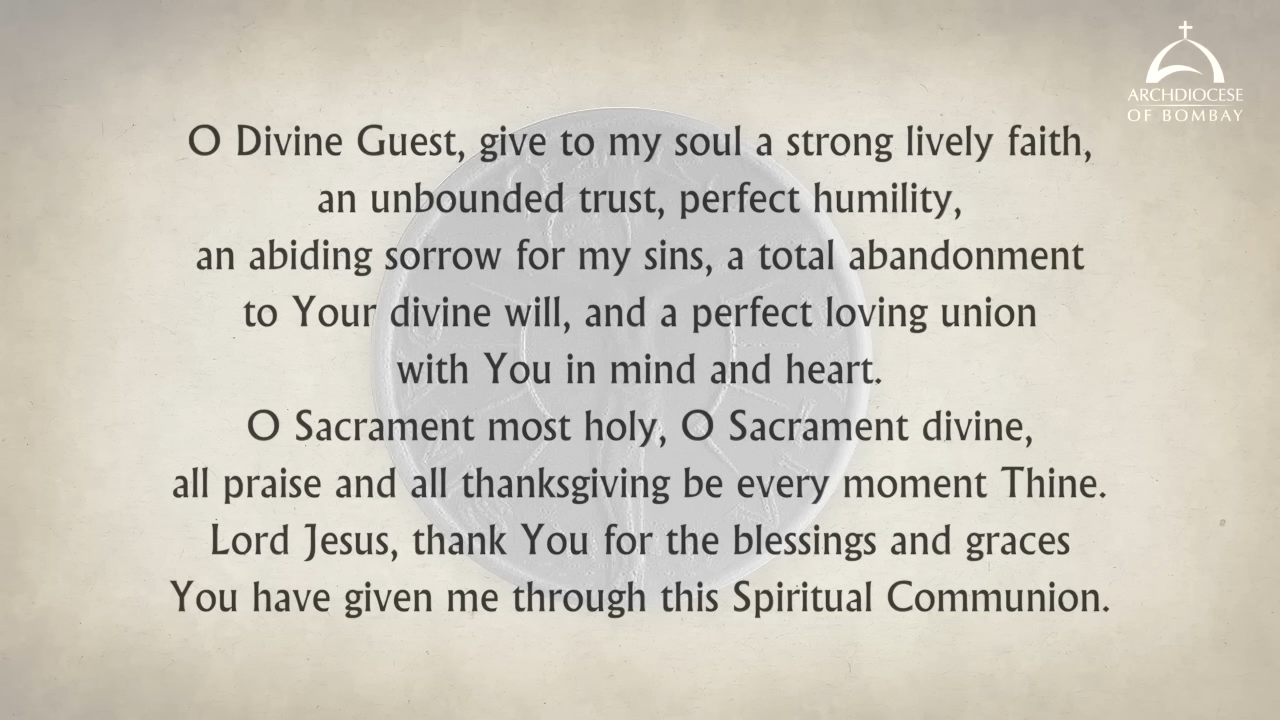 ARCHDIOCESE
OF BOMBAY
O Divine Guest, give to my soul a strong lively faith,
an unbounded trust, perfect humility,
an abiding sorrow for my sins, a total abandonment
to Your divine will, and a perfect loving union
with You in mind and heart.
O Sacrament most holy, O Sacrament divine,
all praise and all thanksgiving be every moment Thine.
Lord Jesus, thank You for the blessings and graces
You have given me through this Spiritual Communion.